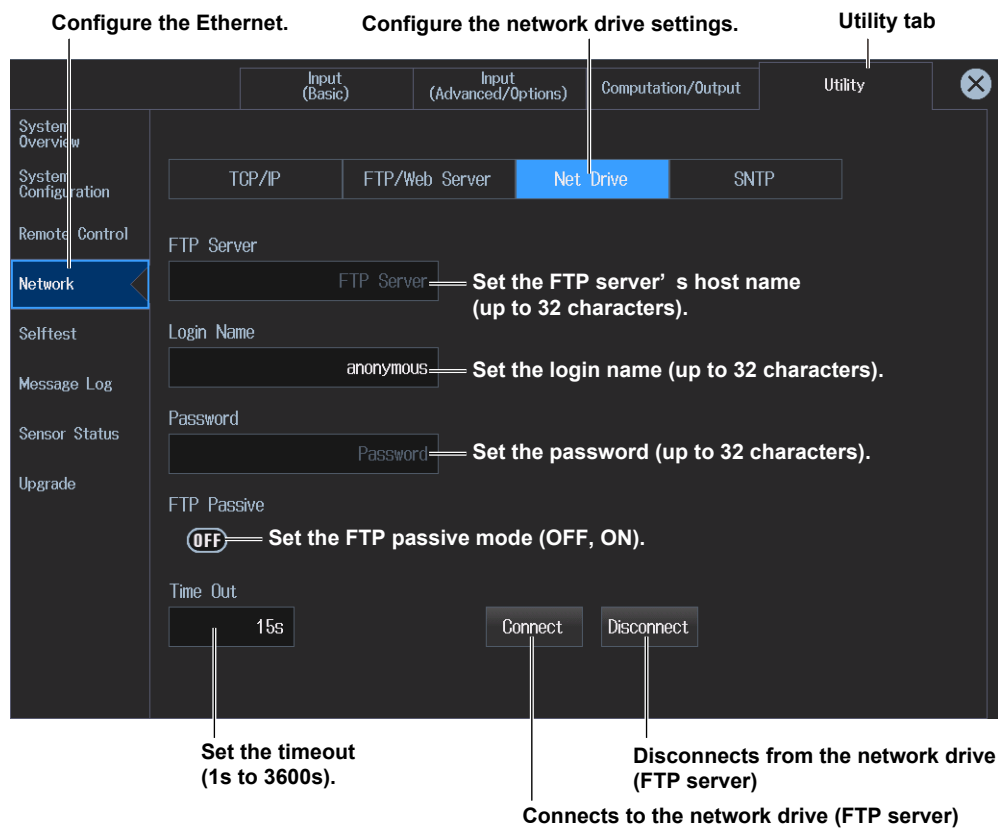 Configure the Ethernet.
Configure the network drive settings.
Utility tab
Input
(Basic)
Input
(Advanced/Options)
Computation/Output
Utility
System
Overview
System
Configuration
Remote Control
Network
Selftest
Message Log
Sensor Status
Upgrade
TCP/IP
FTP/Web Server
Net Drive
SNTP
FTP Server
FTP Server
Set the FTP server’ s host name
(up to 32 characters).
Login Name
anonymous
Set the login name (up to 32 characters).
Password
Password
Set the password (up to 32 characters).
FTP Passive
OFF
Set the FTP passive mode (OFF, ON).
Time Out
15s
Connect
Disconnect
Set the timeout
(1s to 3600s).
Disconnects from the network drive
(FTP server)
Connects to the network drive (FTP server)